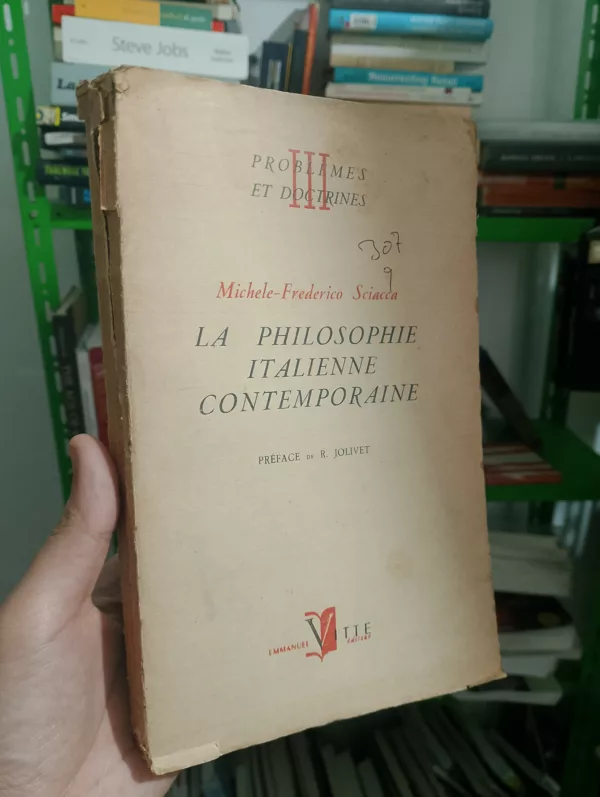 Steve Jobs
PROBLÈMES
III
ET DOCTRINES
307
9
Michele-Frederico Sciacca
LA PHILOSOPHIE
ITALIENNE
CONTEMPORAINE
PRÉFACE DE R. JOLIVET
EMMANUEL VITTE
éditeur